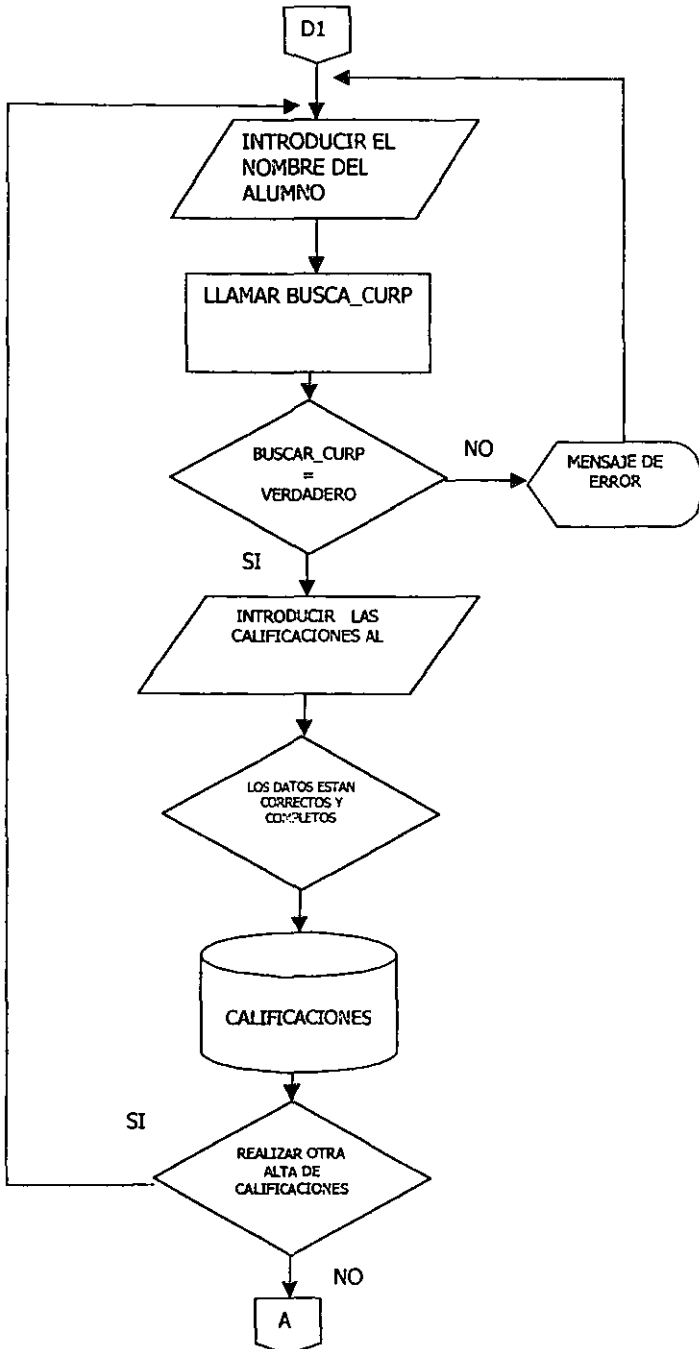 D1
INTRODUCIR EL
NOMBRE DEL
ALUMNO
LLAMAR BUSCA_CURP
BUSCAR_CURP
=
VERDADERO
NO
MENSAJE DE
ERROR
SI
INTRODUCIR LAS
CALIFICACIONES AL
LOS DATOS ESTAN
CORRECTOS Y
COMPLETOS
CALIFICACIONES
SI
REALIZAR OTRA
ALTA DE
CALIFICACIONES
NO
A